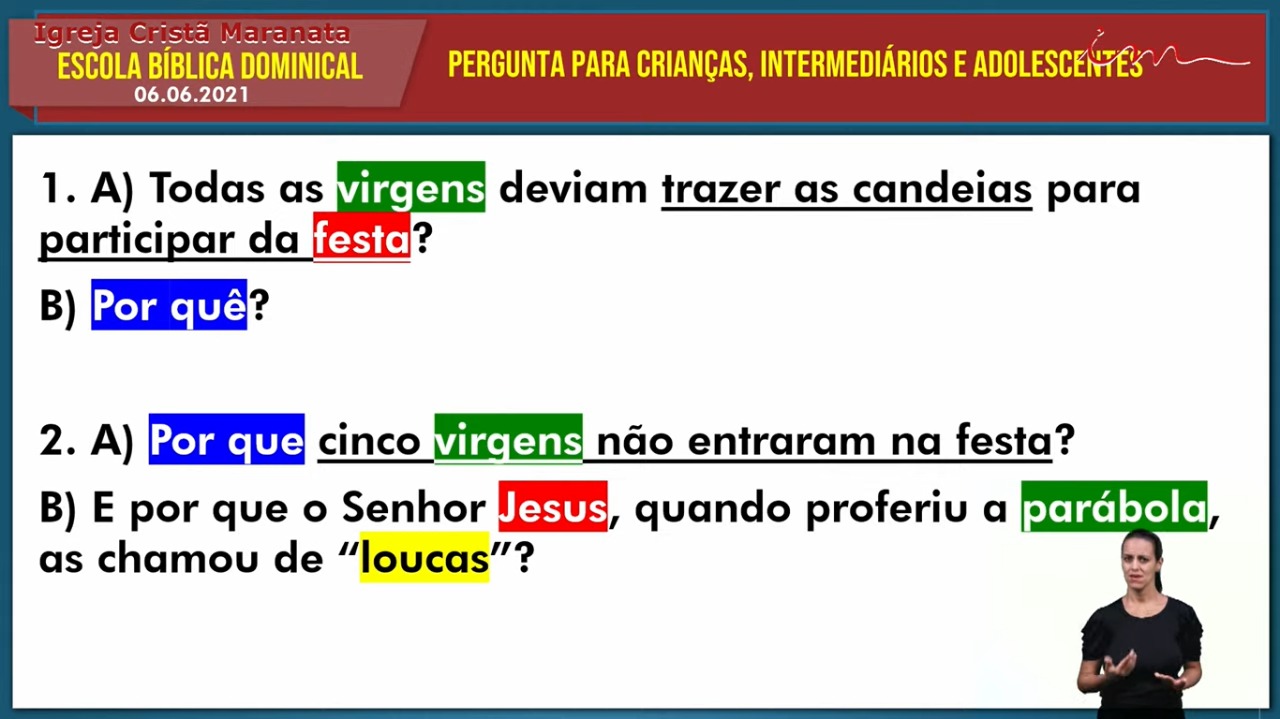 Igreja Cristã Maranata
ESCOLA BÍBLICA DOMINICAL
06.06.2021
PERGUNTA PARA CRIANÇAS, INTERMEDIÁRIOS E ADOLESCENTES
1. A) Todas as virgens deviam trazer as candeias para
participar da festa?
B) Por quê?
2. A) Por que cinco virgens não entraram na festa?
B) E por que o Senhor Jesus, quando proferiu a parábola,
as chamou de “loucas”?